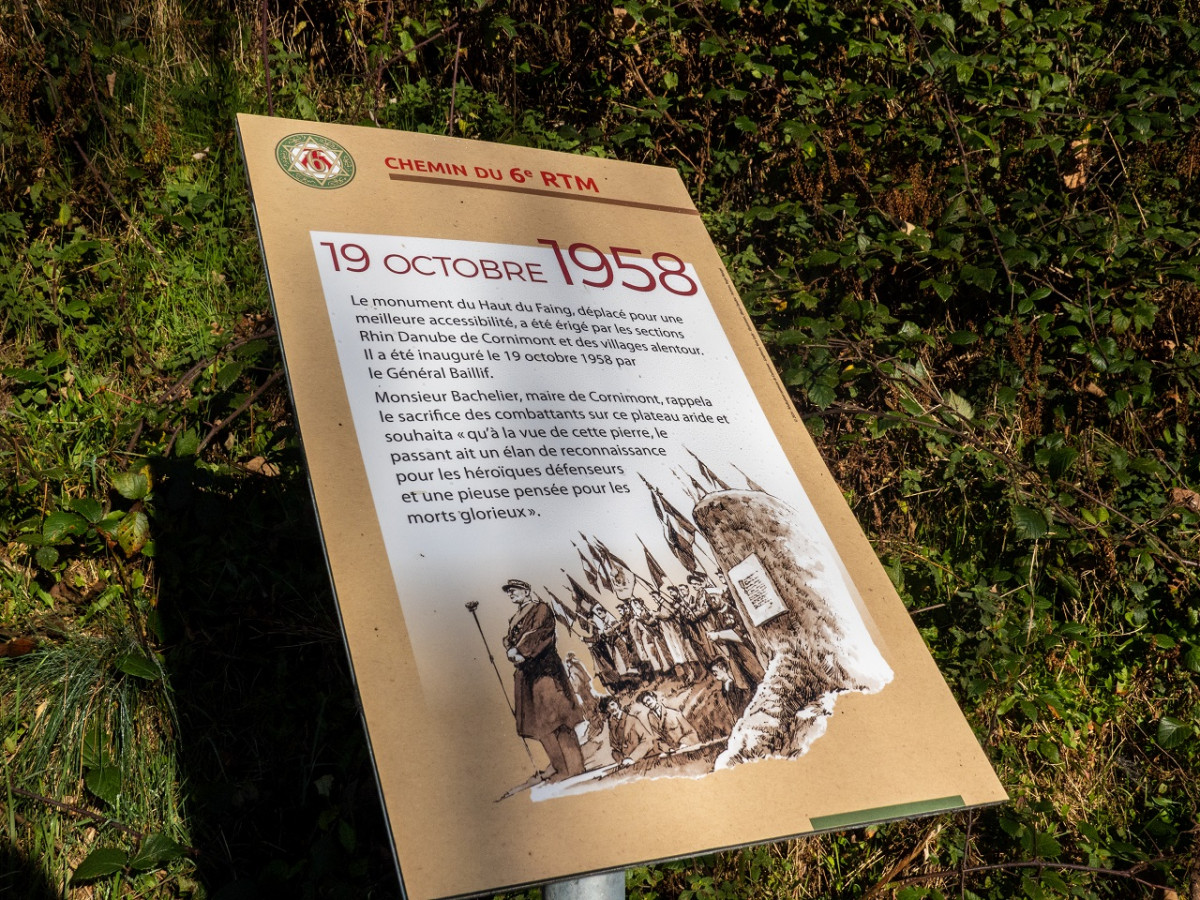 6
CHEMIN DU 6e RTM
19 OCTOBRE 1958
Le monument du Haut du Faing, déplacé pour une
meilleure accessibilité, a été érigé par les sections
Rhin Danube de Cornimont et des villages alentour.
Il a été inauguré le 19 octobre 1958 par
le Général Baillif.
Monsieur Bachelier, maire de Cornimont, rappela
le sacrifice des combattants sur ce plateau aride et
souhaita « qu'à la vue de cette pierre, le
passant ait un élan de reconnaissance
pour les héroïques défenseurs
et une pieuse pensée pour les
morts glorieux ».